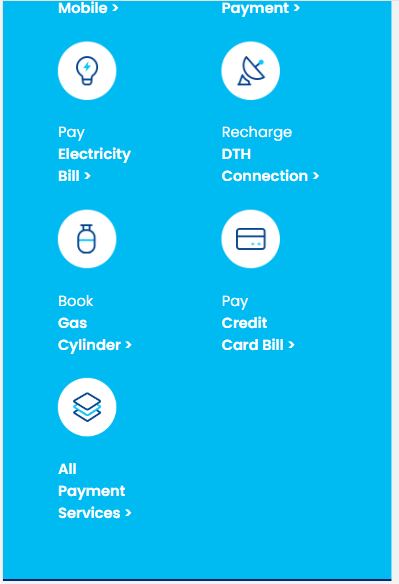 Mobile >
Payment >
Pay
Electricity
Bill >
Recharge
DTH
Connection >
Book
Gas
Cylinder >
Pay
Credit
Card Bill >
All
Payment
Services >